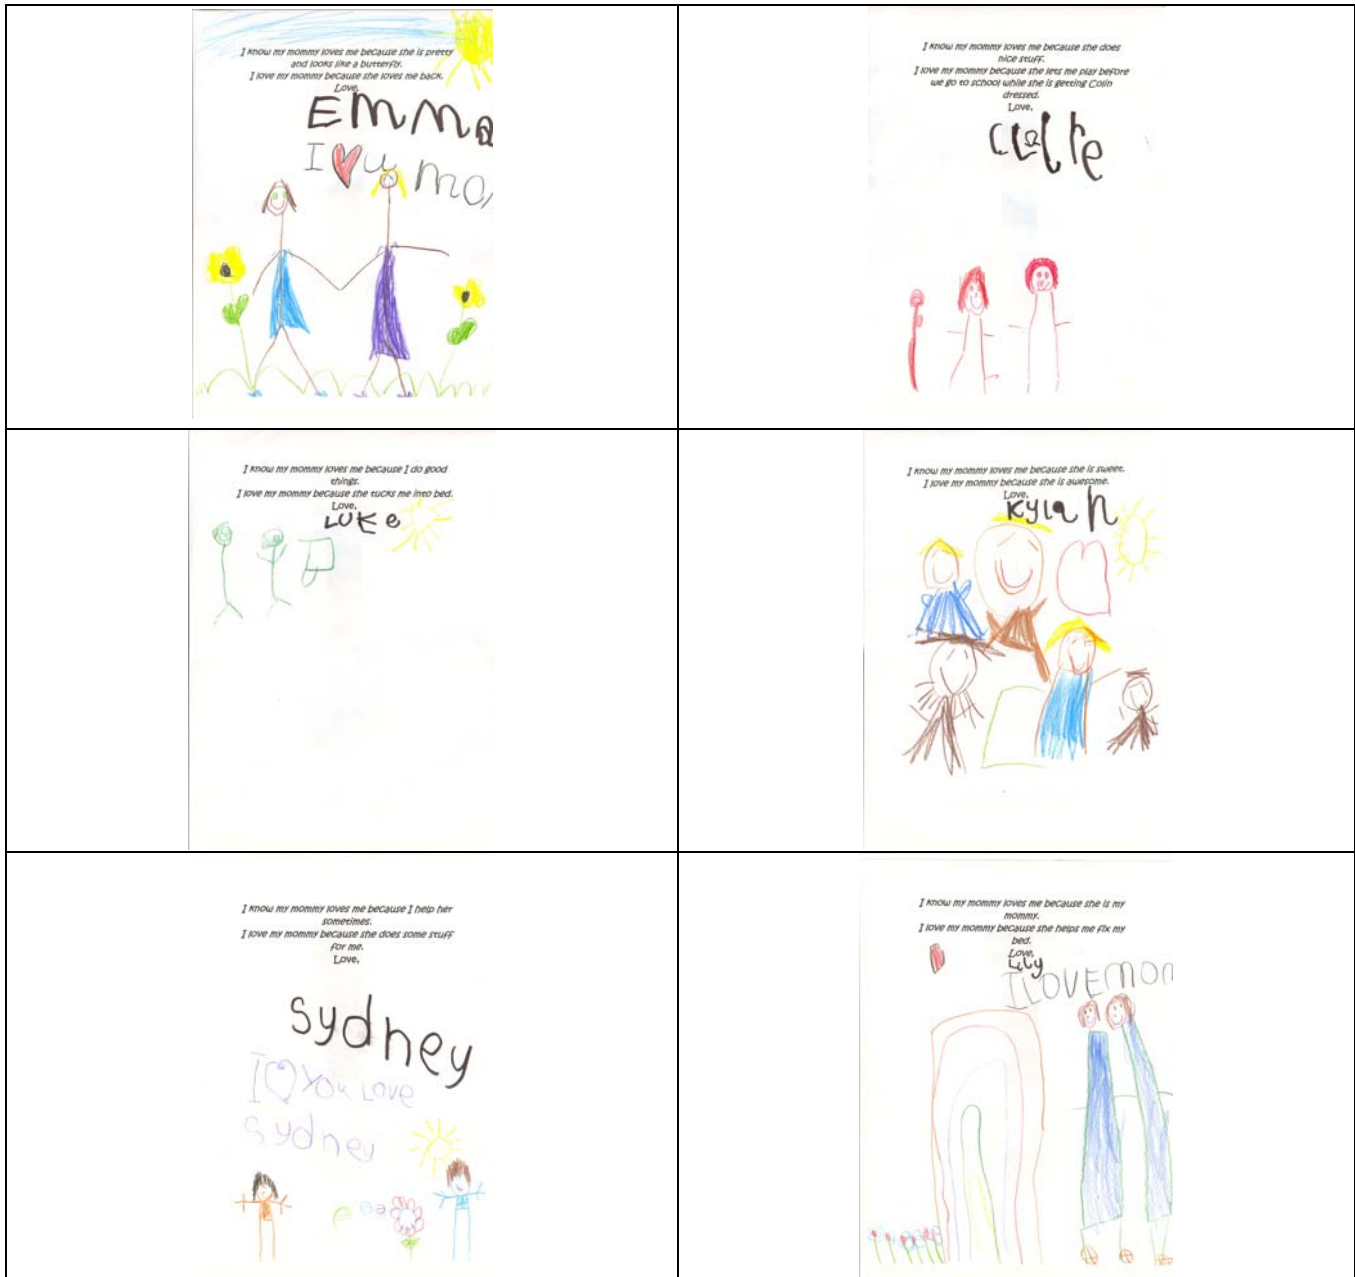 I know my mommy loves me because she is pretty
and looks like a butterfly.
I love my mommy because she loves me back.
Love,
Emma
I u mom
I know my mommy loves me because she does
nice stuff.
I love my mommy because she lets me play before
we go to school while she is getting Colin
dressed.
Love,
I know my mommy loves me because I do good
things.
I love my mommy because she tucks me into bed.
Love,
LUKe
I know my mommy loves me because she is sweet.
I love my mommy because she is awesome.
Love,
Kylah
I know my mommy loves me because I help her
sometimes.
I love my mommy because she does some stuff
for me.
Love,
Sydney
I you Love
Sydney
I know my mommy loves me because she is my
mommy.
I love my mommy because she helps me fix my
bed.
Love,
Lily
I LOVE MOM